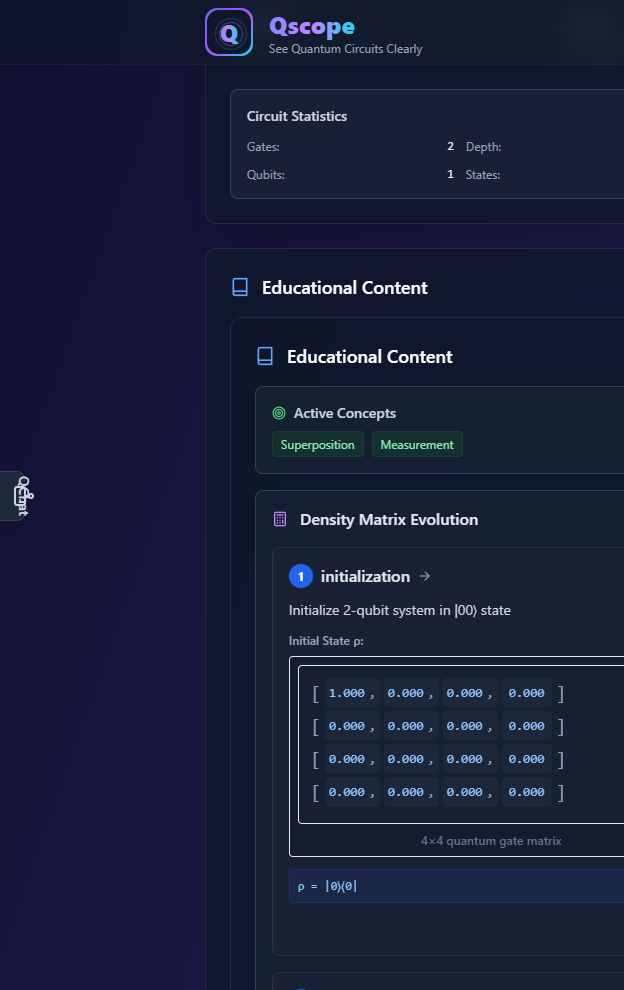 Q
Qscope
See Quantum Circuits Clearly
Circuit Statistics
Gates: 2 Depth:
Qubits: 1 States:
Educational Content
Educational Content
Active Concepts
Superposition Measurement
Density Matrix Evolution
1 initialization →
Initialize 2-qubit system in |00⟩ state
Initial State ρ:
[ 1.000 , 0.000 , 0.000 , 0.000 ]
[ 0.000 , 0.000 , 0.000 , 0.000 ]
[ 0.000 , 0.000 , 0.000 , 0.000 ]
[ 0.000 , 0.000 , 0.000 , 0.000 ]
4×4 quantum gate matrix
ρ = |0⟩⟨0|